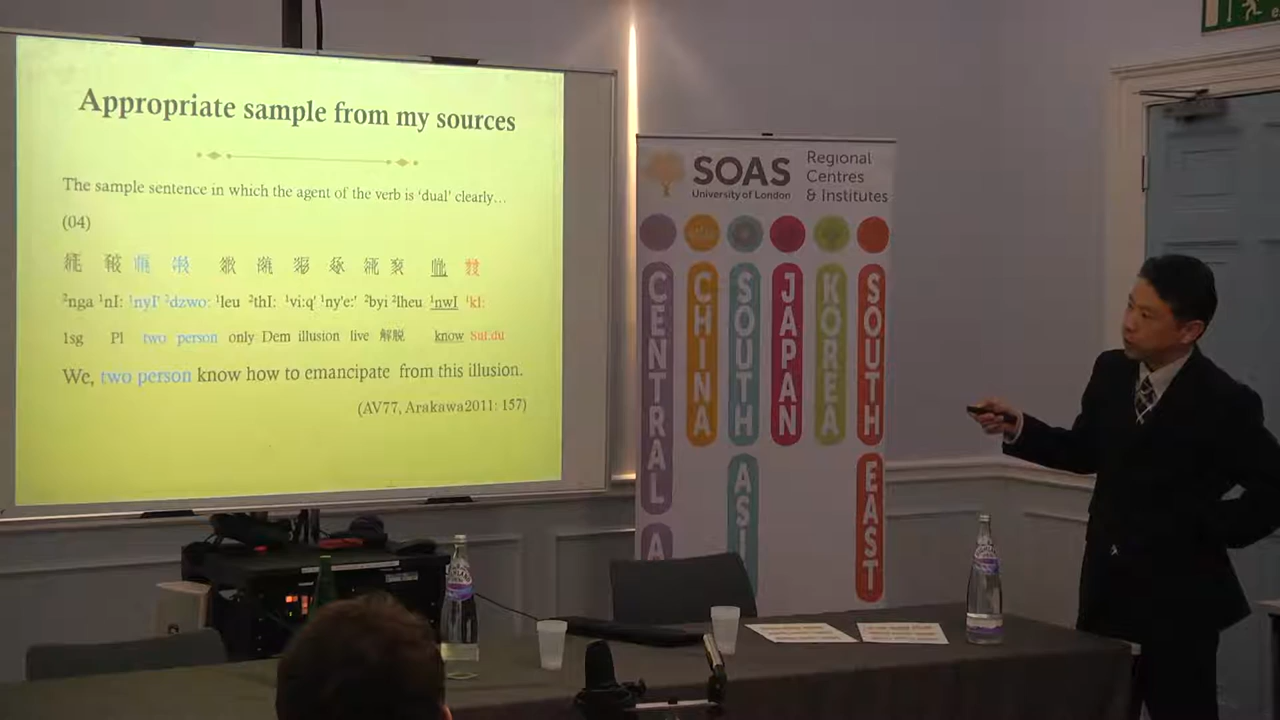 Appropriate sample from my sources
The sample sentence in which the agent of the verb is 'dual' clearly…
(04)
²nga ¹nI: ¹nyI' ²dzwo: ¹leu ²thI: ¹vi:q' ¹ny'e:' ²byi ²lheu ¹nwI ¹kI:
1sg Pl two person only Dem illusion live 解脱 know Suf.du
We, two person know how to emancipate from this illusion.
(AV77, Arakawa2011: 157)
SOAS
University of London
Regional
Centres
& Institutes
CENTRAL A
CHINA
SOUTH ASI
JAPAN
KOREA
SOUTH EAST